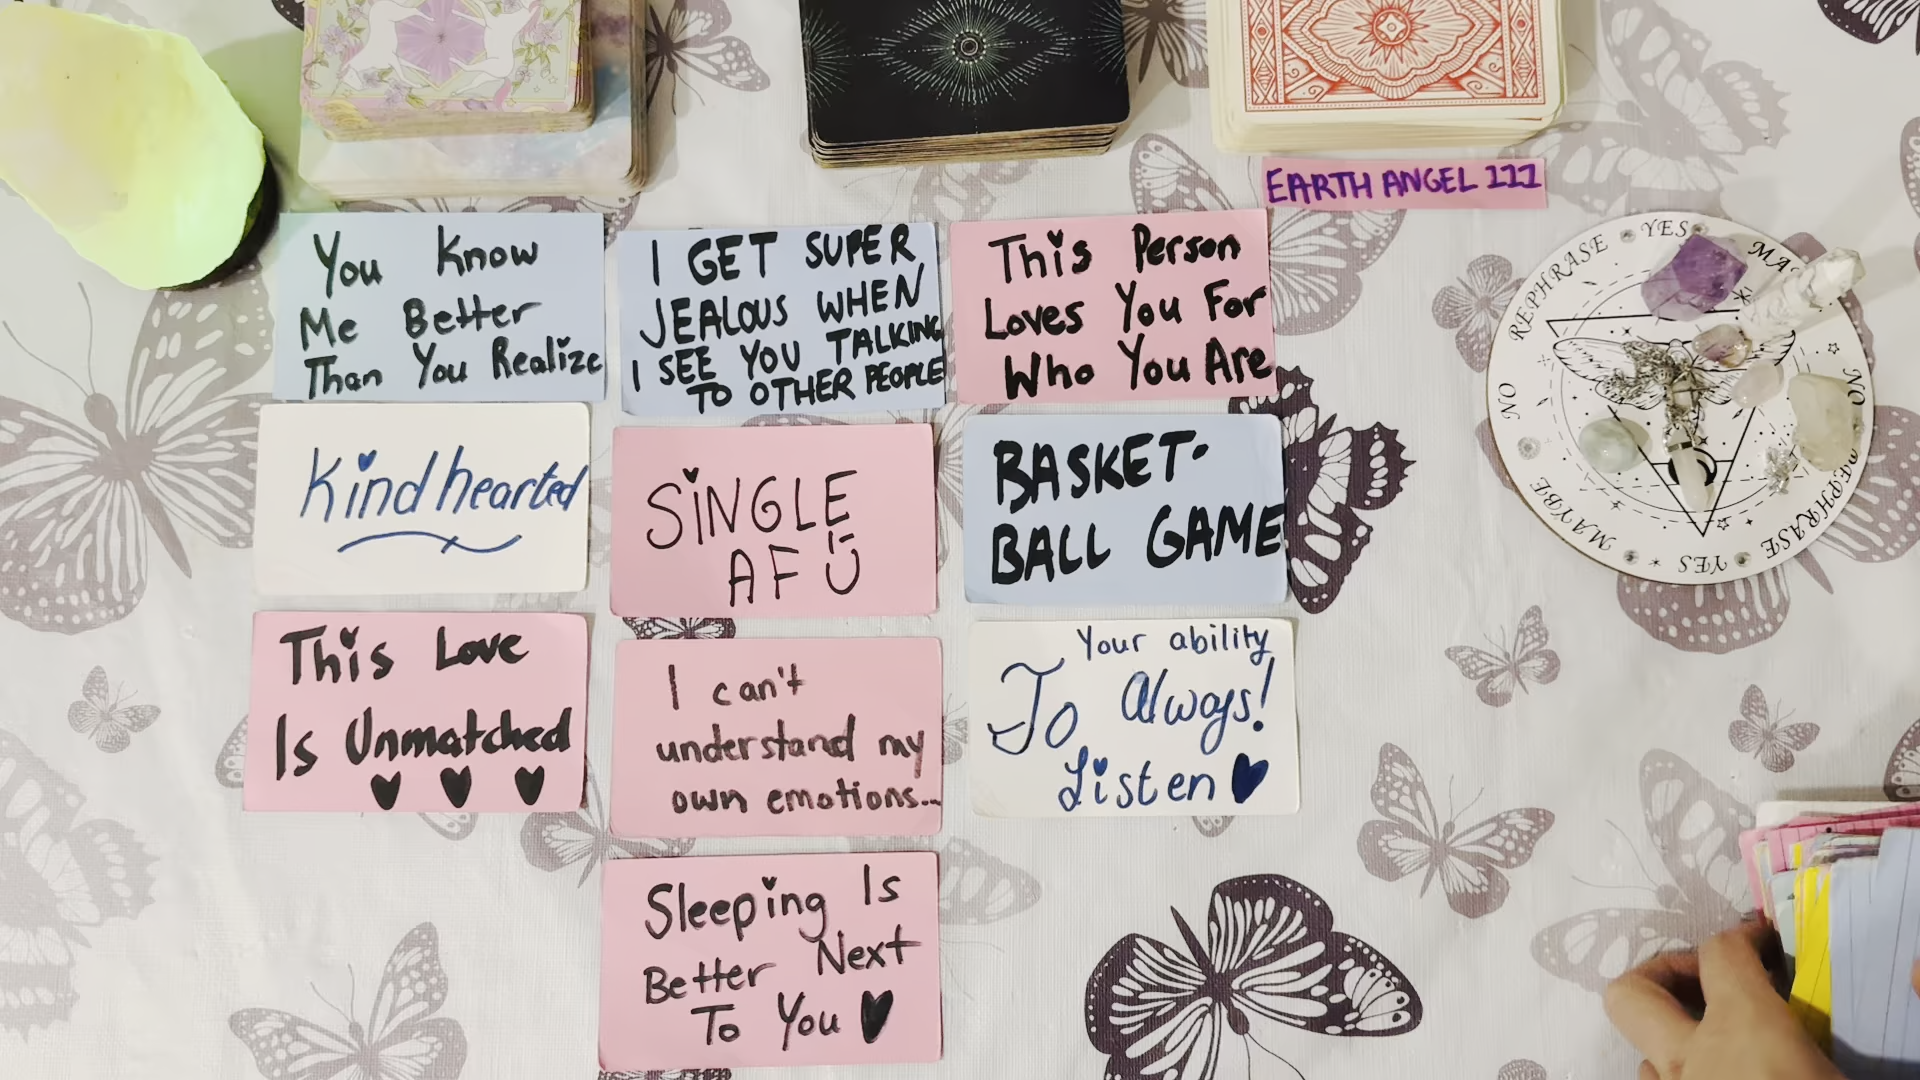 EARTH ANGEL 111
You Know
Me Better
Than You Realize
I GET SUPER
JEALOUS WHEN
I SEE YOU TALKING
TO OTHER PEOPLE
This Person
Loves You For
Who You Are
Kindhearted
SiNGLE
AF
BASKET-
BALL GAME
This Love
Is Unmatched
I can't
understand my
own emotions...
Your ability
To Always!
Listen
Sleeping Is
Better Next
To You
REPHRASE
YES
NO
MAYBE
YES
REPHRASE
NO